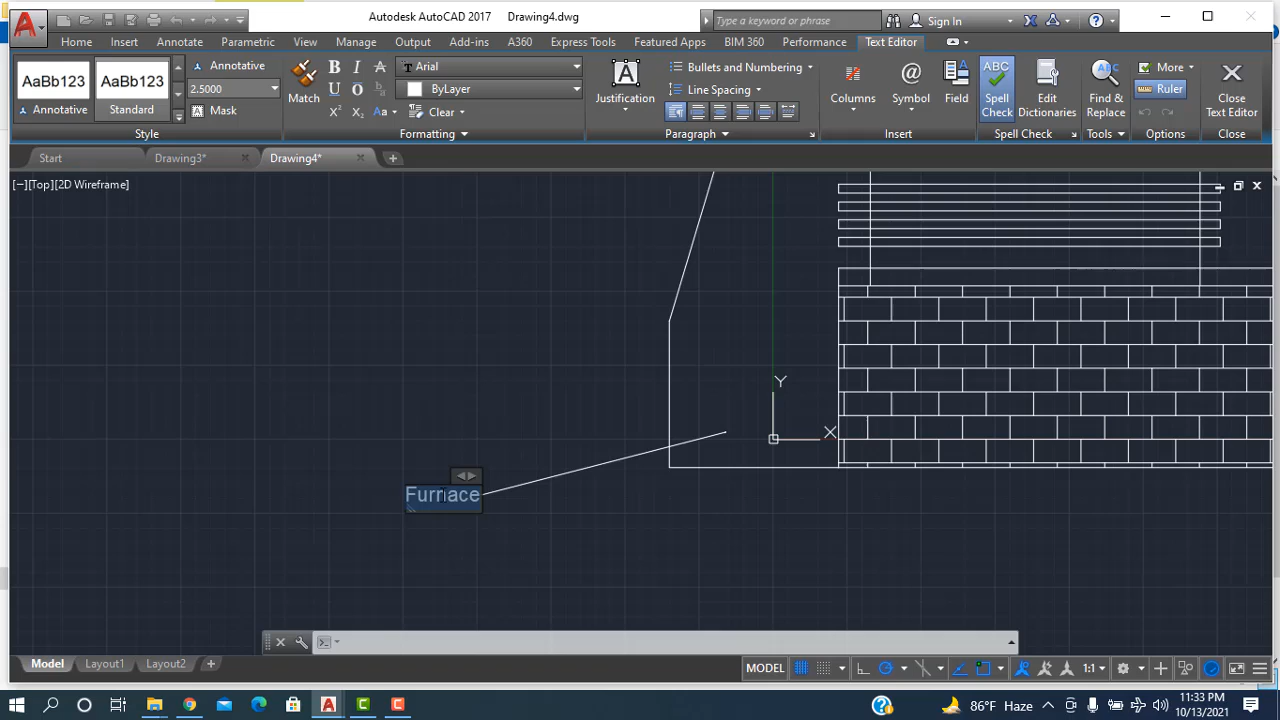 Autodesk AutoCAD 2017 Drawing4.dwg
Type a keyword or phrase
Sign In
Home Insert Annotate Parametric View Manage Output Add-ins A360 Express Tools Featured Apps BIM 360 Performance Text Editor
AaBb123 AaBb123 Annotative
Annotative Standard
2.5000
Mask
Style
Match
B I A
U O
Arial
ByLayer
X² X₂ Aa Clear
Formatting
Justification
Bullets and Numbering
Line Spacing
Paragraph
Columns
@
Symbol
Field
Insert
ABC
Spell
Check
Edit
Dictionaries
Spell Check
Find &
Replace
Tools
More
Ruler
Options
Close
Text Editor
Close
Start Drawing3* Drawing4*
[−][Top][2D Wireframe]
Y
X
Furnace
Model Layout1 Layout2
MODEL
1:1
86°F Haze
11:33 PM
10/13/2021